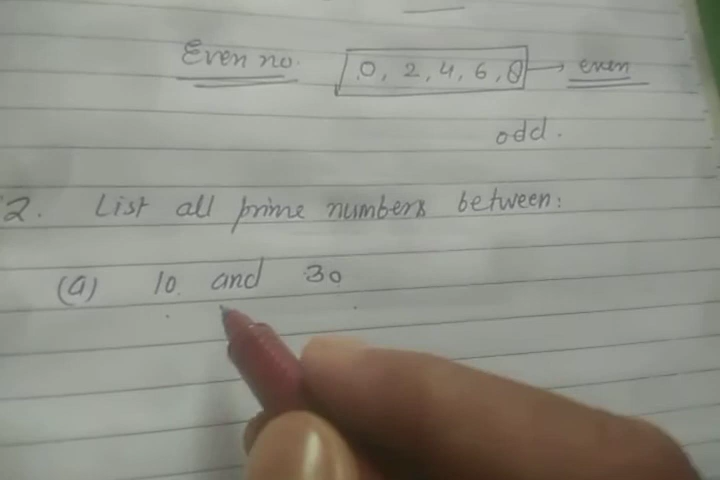 Even no. 0, 2, 4, 6, 8 → even
odd.
2. List all prime numbers between:
(a) 10 and 30